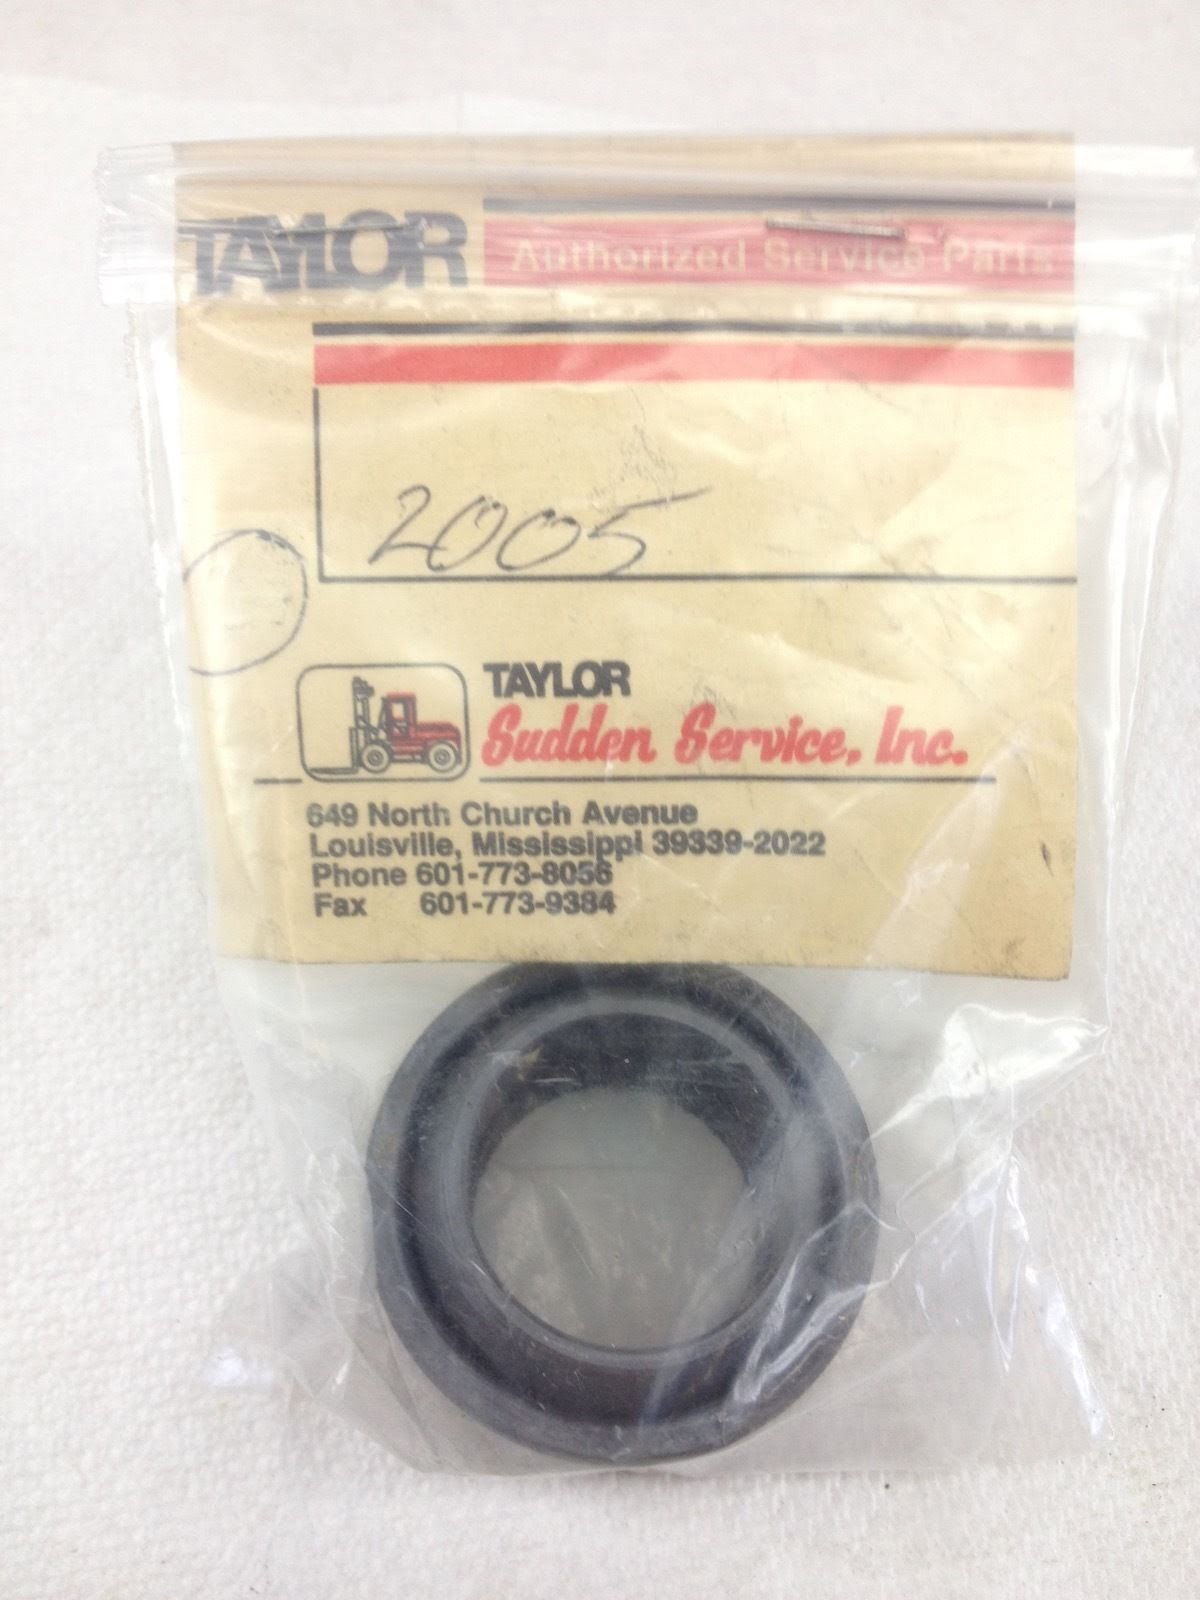 TAYLOR Authorized Service Parts
2005
TAYLOR
Sudden Service, Inc.
649 North Church Avenue
Louisville, Mississippi 39339-2022
Phone 601-773-8056
Fax 601-773-9384